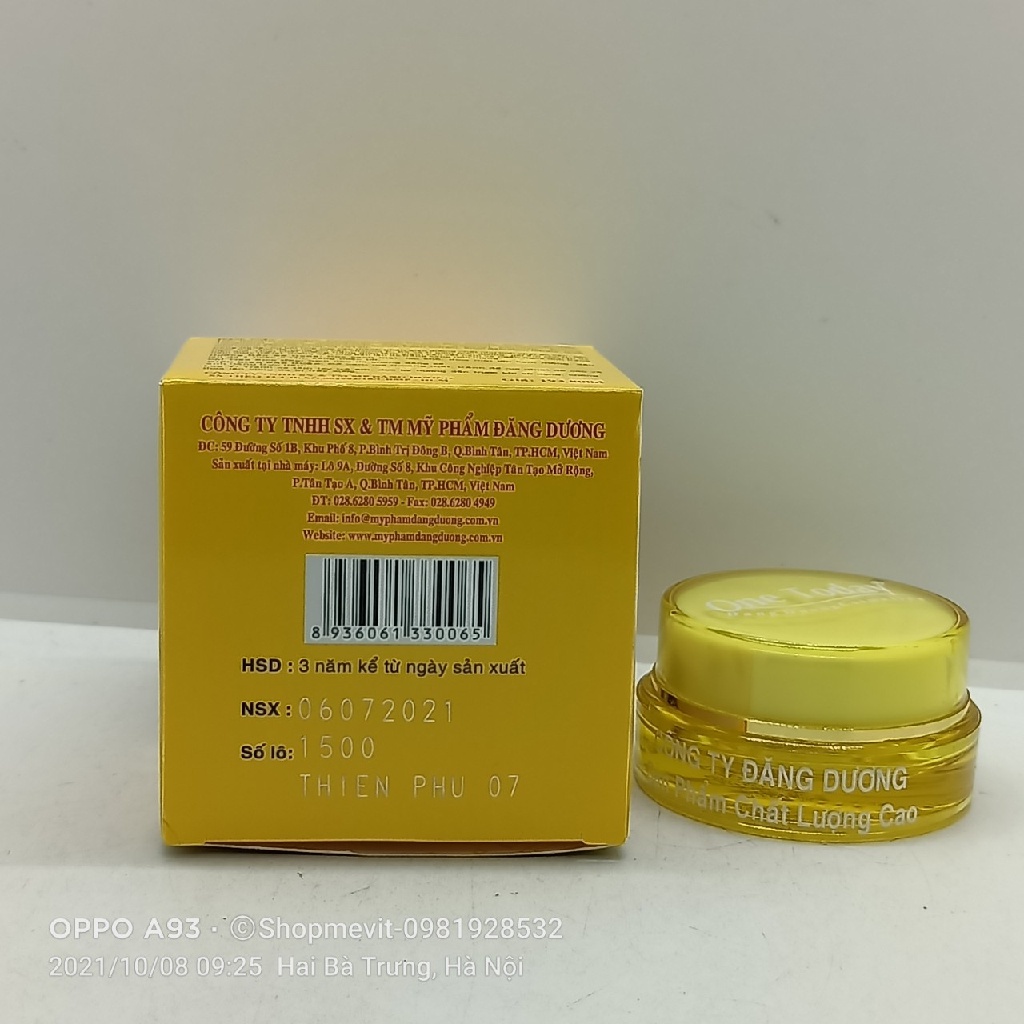 CÔNG TY TNHH SX & TM MỸ PHẨM ĐĂNG DƯƠNG
ĐC: 59 Đường Số 1B, Khu Phố 8, P.Bình Trị Đông B, Q.Bình Tân, TP.HCM, Việt Nam
Sản xuất tại nhà máy: Lô 9A, Đường Số 8, Khu Công Nghiệp Tân Tạo Mở Rộng,
P.Tân Tạo A, Q.Bình Tân, TP.HCM, Việt Nam
ĐT: 028.6280 5959 - Fax: 028.6280 4949
Email: info@myphamdangduong.com.vn
Website: www.myphamdangduong.com.vn
8 936061 330065
HSD : 3 năm kể từ ngày sản xuất
NSX : 06072021
Số lô: 1500
THIEN PHU 07
One Today
CÔNG TY ĐĂNG DƯƠNG
Phẩm Chất Lượng Cao
OPPO A93 · ©Shopmevit-0981928532
2021/10/08 09:25 Hai Bà Trưng, Hà Nội